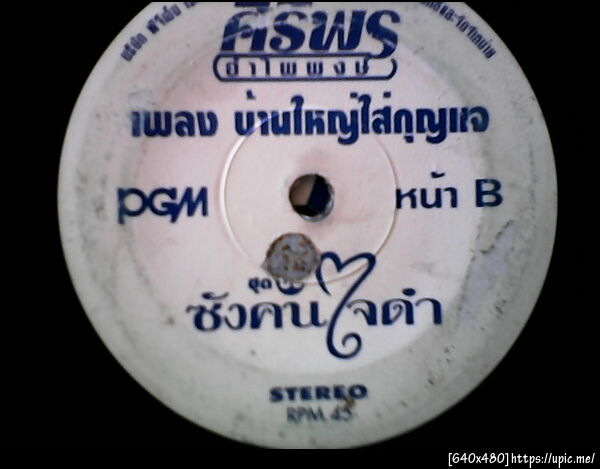 ศิริพร
อำไพพงษ์
เพลง บ้านใหญ่ใส่กุญแจ
PGM หน้า B
ชุด
ซังคนใจดำ
STEREO
RPM. 45
[640x480]https://upic.me/